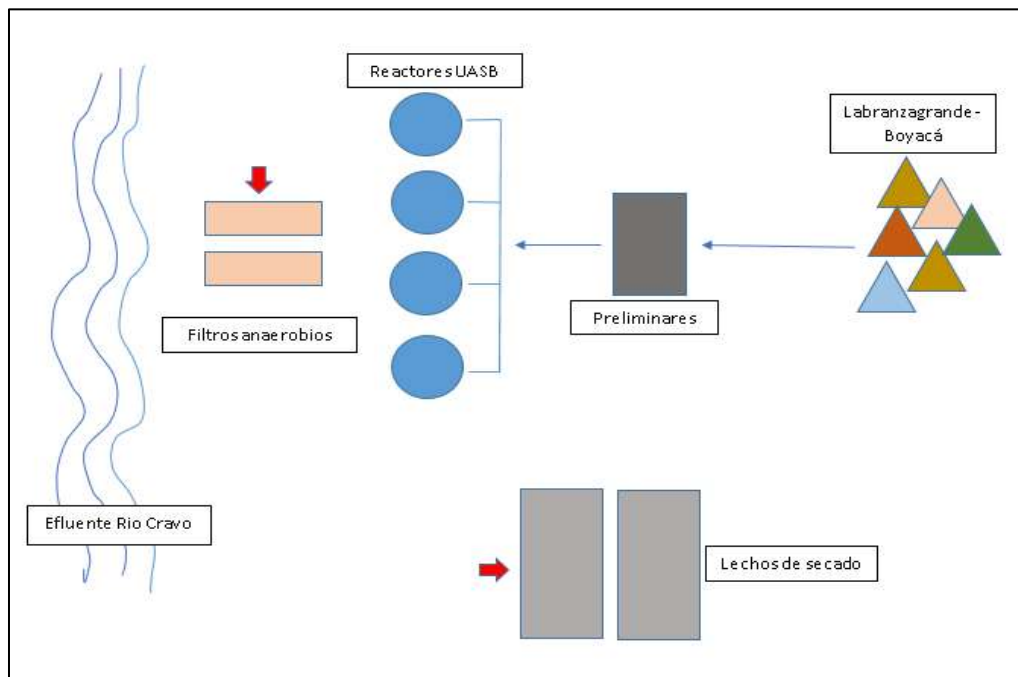 Reactores UASB
Labranzagrande -
Boyacá
Filtros anaerobios
Preliminares
Efluente Rio Cravo
Lechos de secado